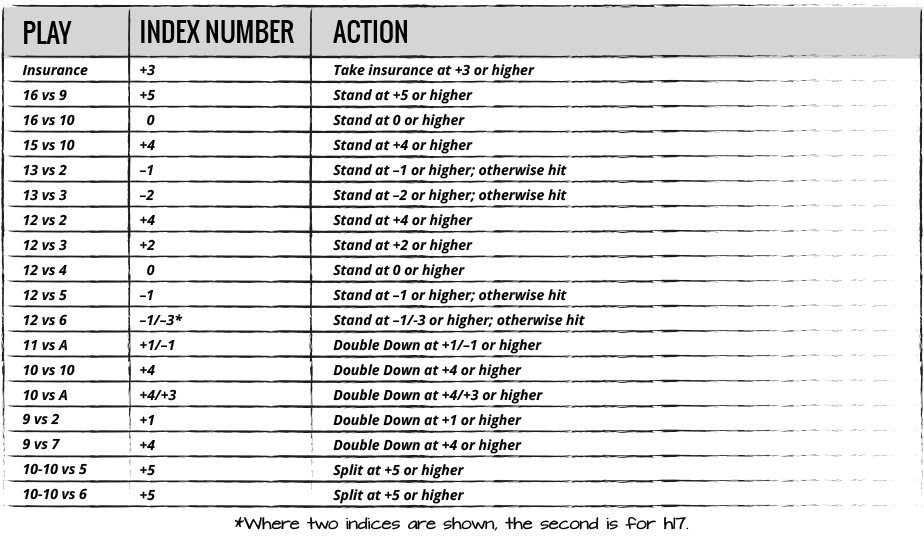 PLAY INDEX NUMBER ACTION
Insurance +3 Take insurance at +3 or higher
16 vs 9 +5 Stand at +5 or higher
16 vs 10 0 Stand at 0 or higher
15 vs 10 +4 Stand at +4 or higher
13 vs 2 –1 Stand at –1 or higher; otherwise hit
13 vs 3 –2 Stand at –2 or higher; otherwise hit
12 vs 2 +4 Stand at +4 or higher
12 vs 3 +2 Stand at +2 or higher
12 vs 4 0 Stand at 0 or higher
12 vs 5 –1 Stand at –1 or higher; otherwise hit
12 vs 6 –1/–3* Stand at –1/-3 or higher; otherwise hit
11 vs A +1/–1 Double Down at +1/–1 or higher
10 vs 10 +4 Double Down at +4 or higher
10 vs A +4/+3 Double Down at +4/+3 or higher
9 vs 2 +1 Double Down at +1 or higher
9 vs 7 +4 Double Down at +4 or higher
10-10 vs 5 +5 Split at +5 or higher
10-10 vs 6 +5 Split at +5 or higher
*Where two indices are shown, the second is for h17.